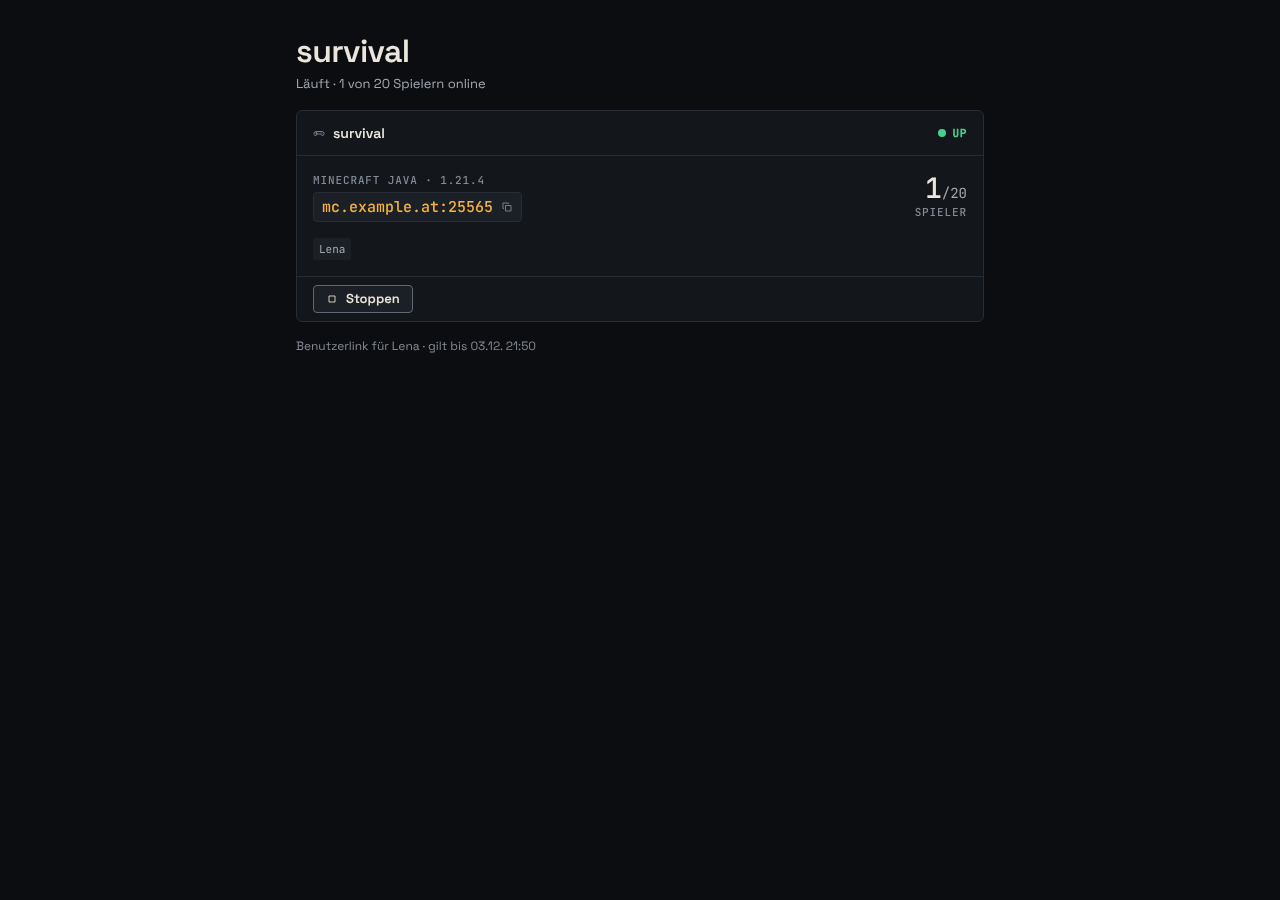 survival
Läuft · 1 von 20 Spielern online
survival
UP
MINECRAFT JAVA · 1.21.4
mc.example.at:25565
1/20
SPIELER
Lena
Stoppen
Benutzerlink für Lena · gilt bis 03.12. 21:50